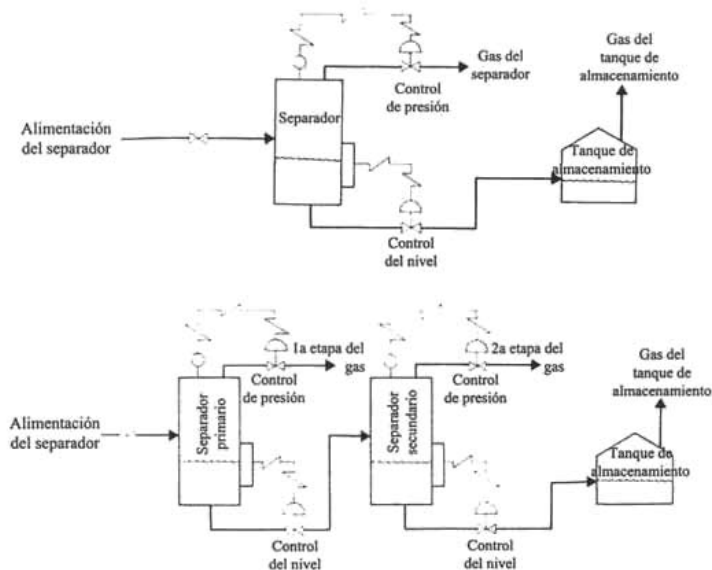 Gas del
separador
Gas del
tanque de
almacenamiento
Control
de presión
Separador
Alimentación
del separador
Tanque de
almacenamiento
Control
del nivel
1a etapa del
gas
2a etapa del
gas
Gas del
tanque de
almacenamiento
Control
de presión
Control
de presión
Alimentación
del separador
Separador
primario
Separador
secundario
Tanque de
almacenamiento
Control
del nivel
Control
del nivel